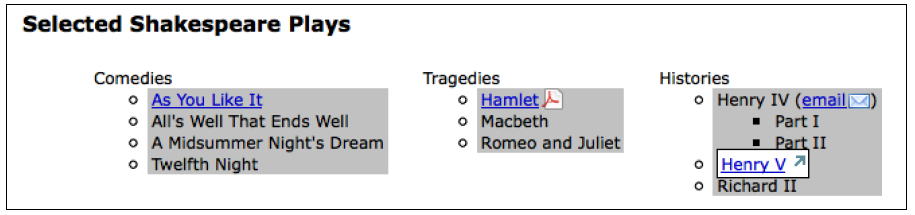 Selected Shakespeare Plays
Comedies
As You Like It
All's Well That Ends Well
A Midsummer Night's Dream
Twelfth Night
Tragedies
Hamlet
Macbeth
Romeo and Juliet
Histories
Henry IV (email)
Part I
Part II
Henry V
Richard II